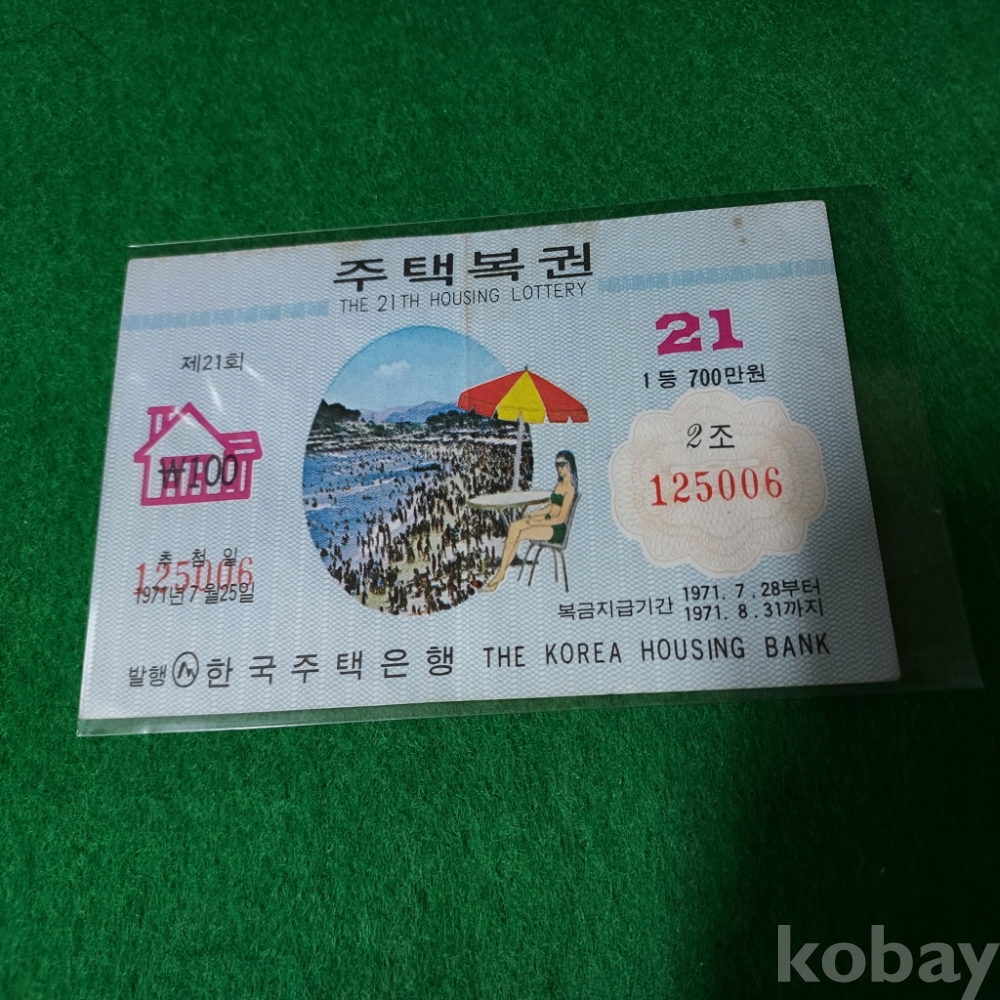 주택복권
THE 21TH HOUSING LOTTERY
제21회
21
1등 700만원
₩100
2조
125006
추첨일
125006
1971년 7월25일
복금지급기간 1971. 7. 28부터
1971. 8. 31까지
발행 한국주택은행 THE KOREA HOUSING BANK
kobay